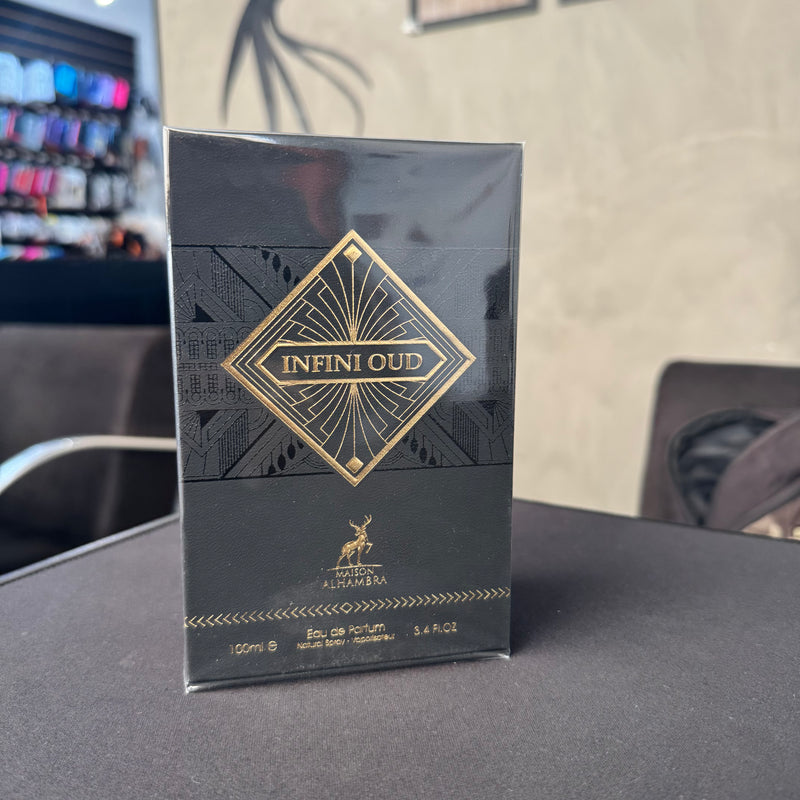 INFINI OUD
MAISON
ALHAMBRA
100ml ℮ Eau de Parfum 3.4 Fl.OZ
Natural Spray - Vaporisateur